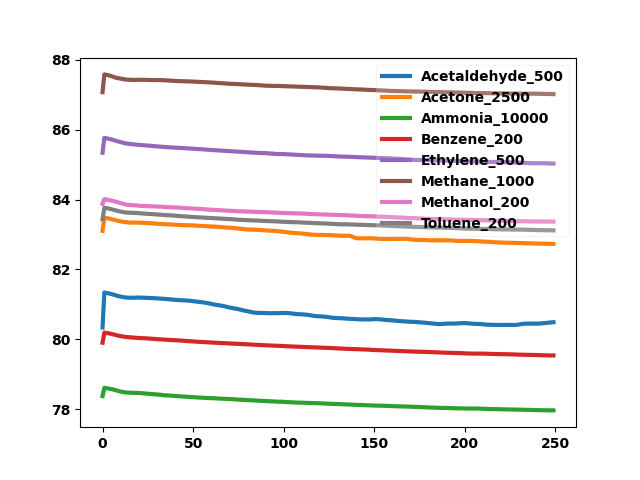 88
86
84
82
80
78
0 50 100 150 200 250
Acetaldehyde_500
Acetone_2500
Ammonia_10000
Benzene_200
Ethylene_500
Methane_1000
Methanol_200
Toluene_200